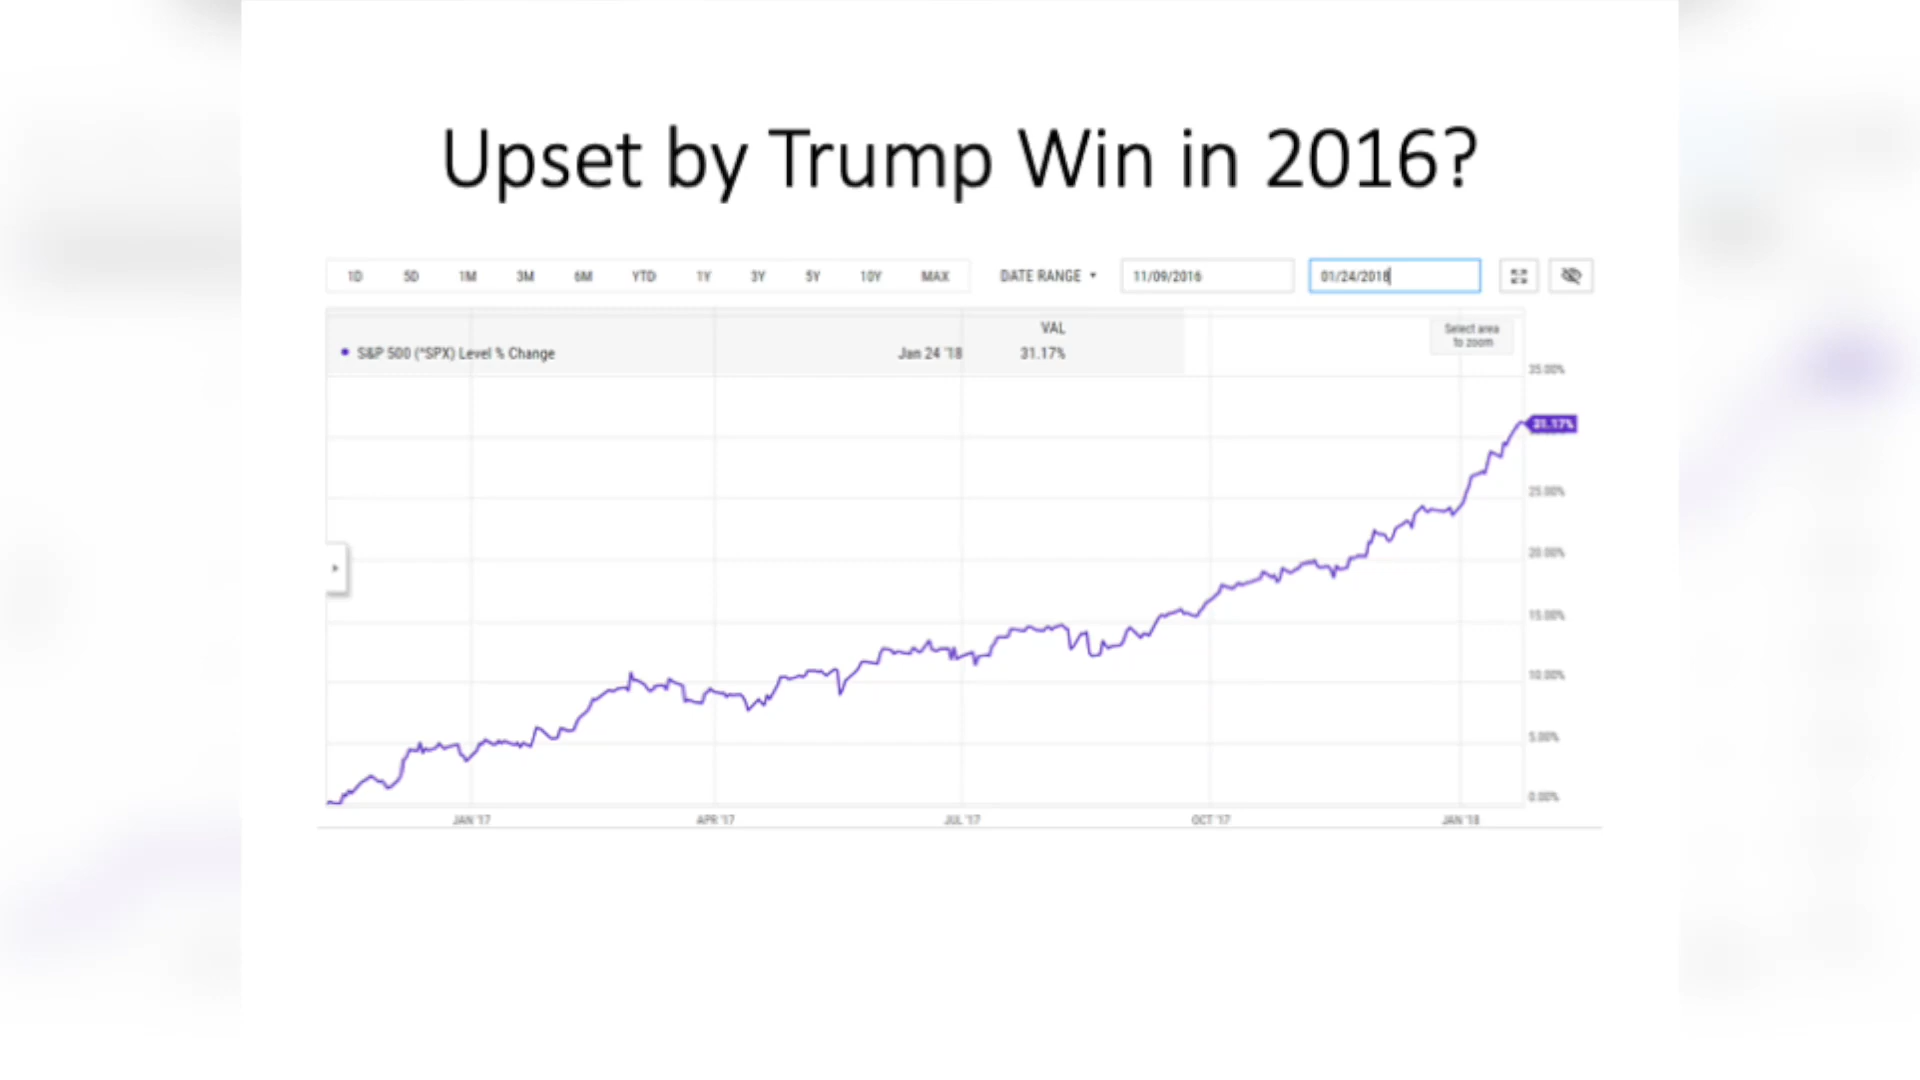 Upset by Trump Win in 2016?
1D 5D 1M 3M 6M YTD 1Y 3Y 5Y 10Y MAX DATE RANGE 11/09/2016 01/24/2018
VAL
S&P 500 (^SPX) Level % Change Jan 24 '18 31.17%
Select area
to zoom
35.00%
31.17%
25.00%
20.00%
15.00%
10.00%
5.00%
0.00%
JAN '17 APR '17 JUL '17 OCT '17 JAN '18